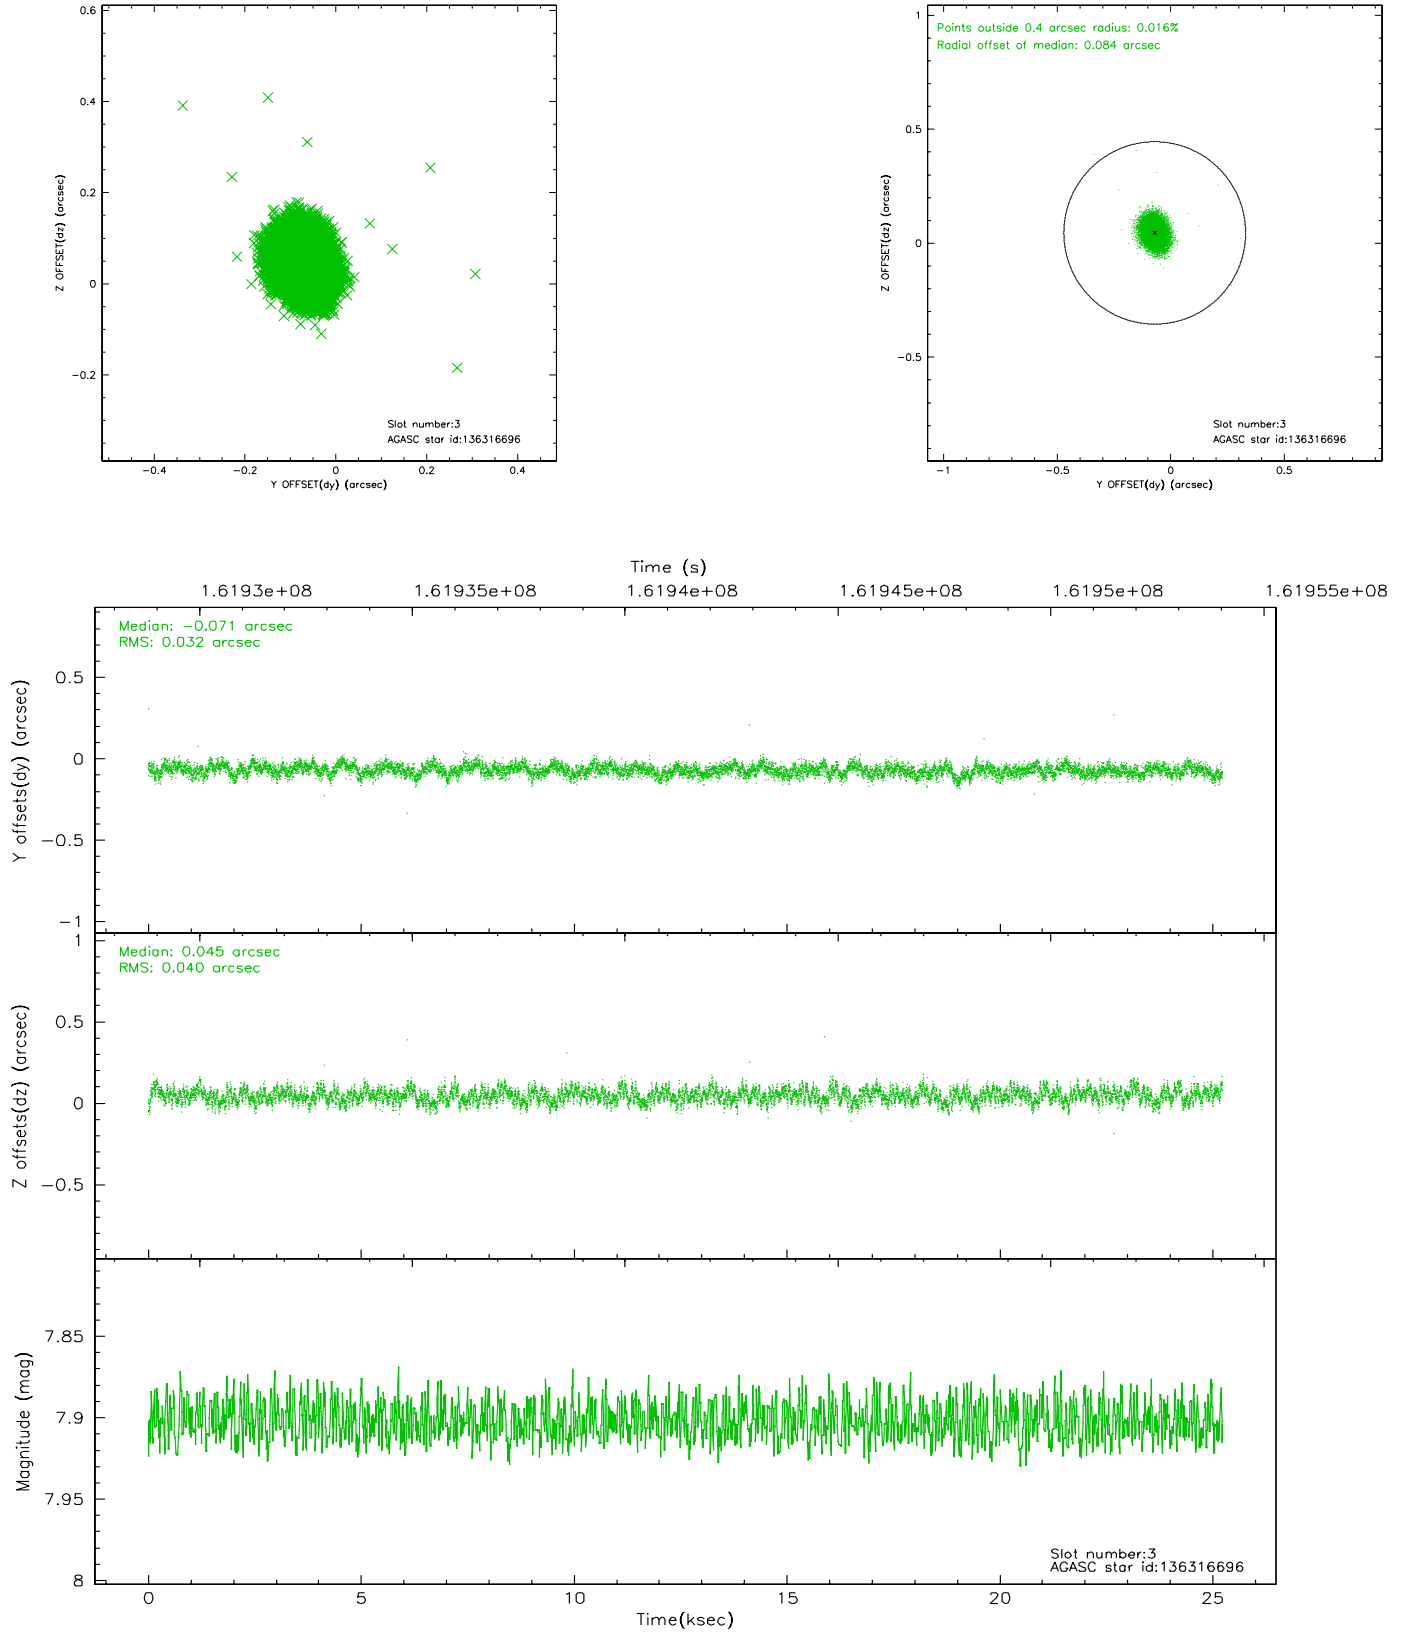 0.6
0.4
0.2
0
−0.2
Z OFFSET(dz) (arcsec)
−0.4
−0.2
0
0.2
0.4
Y OFFSET(dy) (arcsec)
Slot number:3
AGASC star id:136316696
Points outside 0.4 arcsec radius: 0.016%
Radial offset of median: 0.084 arcsec
1
0.5
0
−0.5
Z OFFSET(dz) (arcsec)
−1
−0.5
0
0.5
Y OFFSET(dy) (arcsec)
Slot number:3
AGASC star id:136316696
Time (s)
1.6193e+08
1.61935e+08
1.6194e+08
1.61945e+08
1.6195e+08
1.61955e+08
Median: −0.071 arcsec
RMS: 0.032 arcsec
0.5
0
−0.5
−1
Y offsets(dy) (arcsec)
Median: 0.045 arcsec
RMS: 0.040 arcsec
1
0.5
0
−0.5
Z offsets(dz) (arcsec)
7.85
7.9
7.95
8
Magnitude (mag)
Slot number:3
AGASC star id:136316696
0
5
10
15
20
25
Time(ksec)